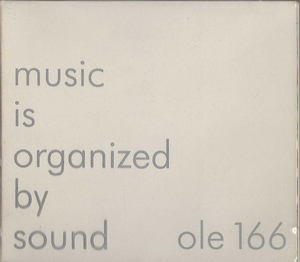 music
is
organized
by
sound ole 166